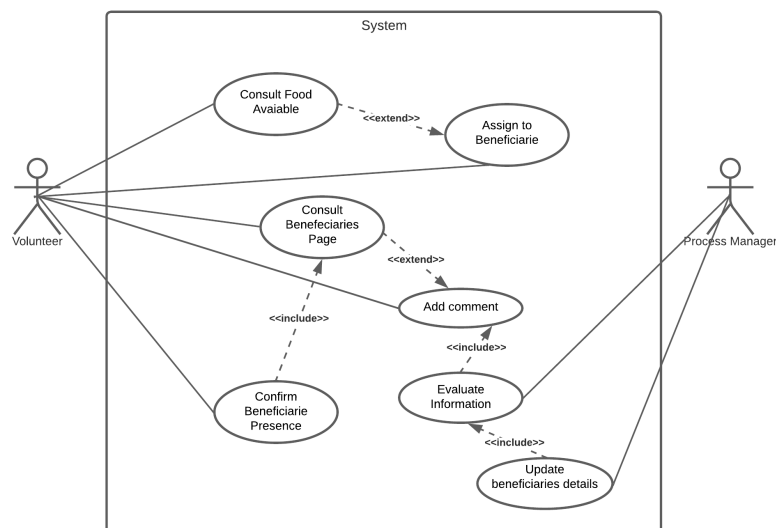 System
Consult Food
Avaiable
<<extend>>
Assign to
Beneficiarie
Volunteer
Process Manager
Consult
Benefeciaries
Page
<<extend>>
Add comment
<<include>>
<<include>>
Confirm
Beneficiarie
Presence
Evaluate
Information
<<include>>
Update
beneficiaries details